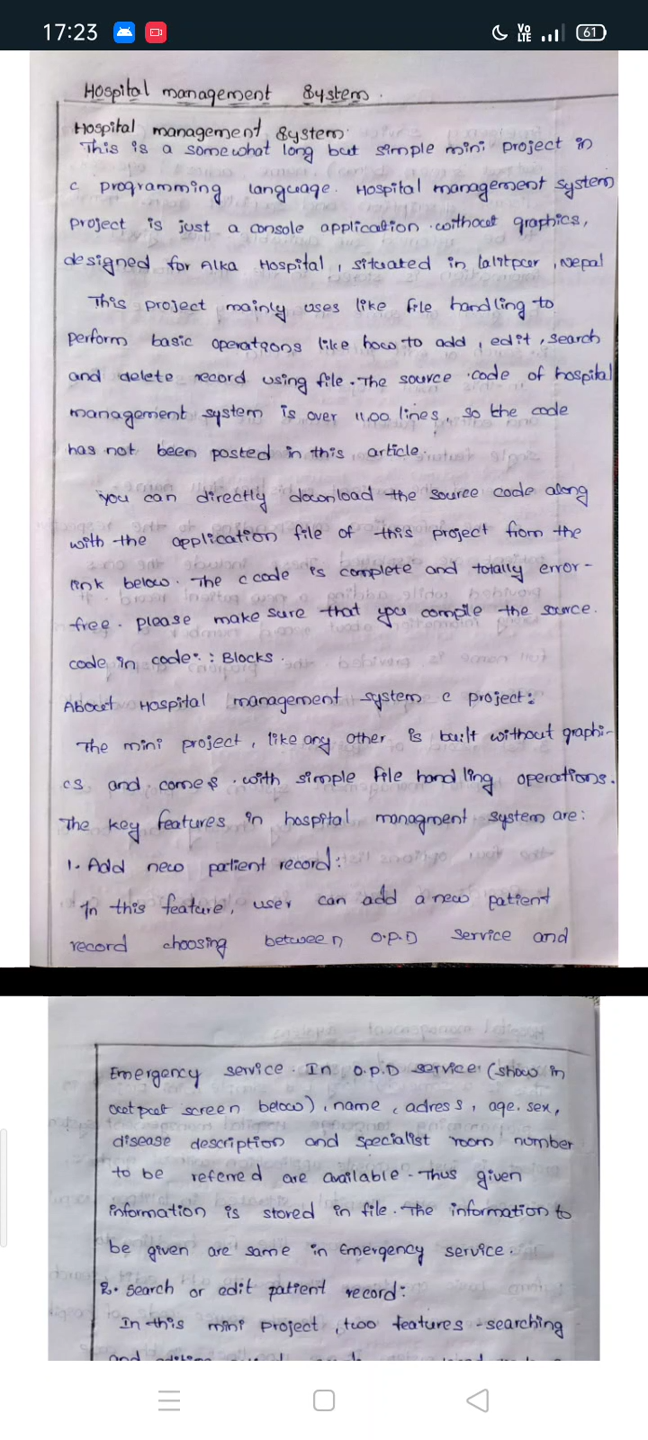 17:23
Vo
LTE
61
Hospital management System.
Hospital management System
This is a somewhat long but simple mini project in
c programming language. Hospital management system
project is just a console application without graphics,
designed for Alka Hospital, situated in lalitpur, Nepal
This project mainly uses like file handling to
perform basic operations like how to add, edit, search
and delete record using file. The source code of hospital
management system is over 1100 lines, so the code
has not been posted in this article.
you can directly download the source code along
with the application file of this project from the
link below. The c code is complete and totally error-
free. please make sure that you compile the source.
code in code:: Blocks.
About Hospital management system c project:
The mini project, like any other is built without graphi-
cs and comes with simple file handling operations.
The key features in hospital managment system are:
1. Add new patient record:
In this feature, user can add a new patient
record choosing between O.P.D service and
Emergency service. In O.P.D service (show in
output screen below), name, adress, age. sex,
disease description and specialist room number
to be referred are available. Thus given
information is stored in file. The information to
be given are same in Emergency service.
2. search or edit patient record:
In this mini project, two features searching
and